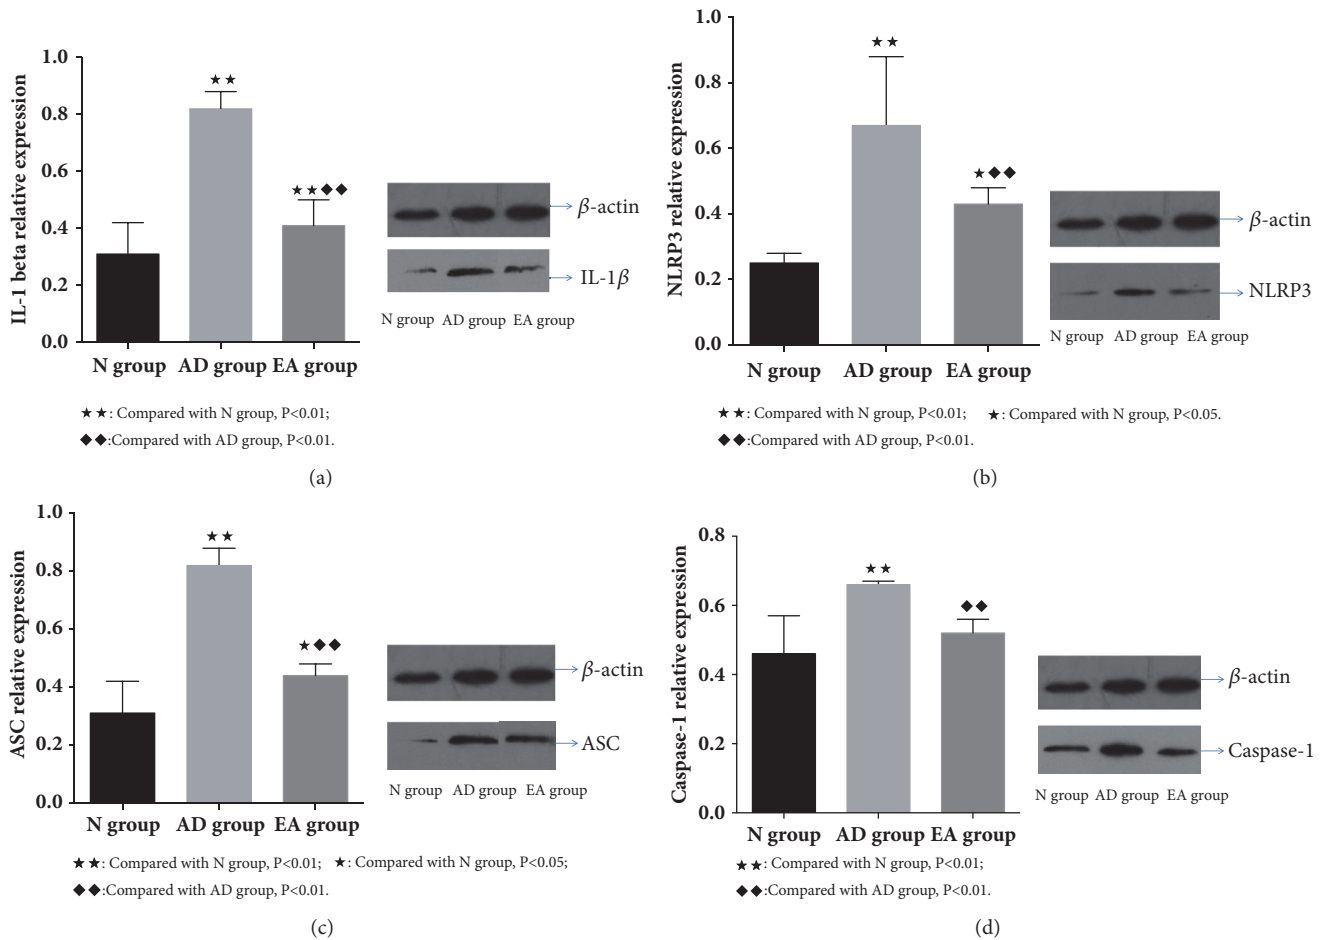 IL-1 beta relative expression
1.0
0.8
0.6
0.4
0.2
0.0
★★
★★◆◆
N group AD group EA group
β-actin
IL-1β
N group AD group EA group
★★: Compared with N group, P<0.01;
◆◆:Compared with AD group, P<0.01.
(a)
NLRP3 relative expression
1.0
0.8
0.6
0.4
0.2
0.0
★★
★◆◆
N group AD group EA group
β-actin
NLRP3
N group AD group EA group
★★: Compared with N group, P<0.01; ★: Compared with N group, P<0.05.
◆◆:Compared with AD group, P<0.01.
(b)
ASC relative expression
1.0
0.8
0.6
0.4
0.2
0.0
★★
★◆◆
N group AD group EA group
β-actin
ASC
N group AD group EA group
★★: Compared with N group, P<0.01; ★: Compared with N group, P<0.05;
◆◆:Compared with AD group, P<0.01.
(c)
Caspase-1 relative expression
0.8
0.6
0.4
0.2
0.0
★★
◆◆
N group AD group EA group
β-actin
Caspase-1
N group AD group EA group
★★: Compared with N group, P<0.01;
◆◆:Compared with AD group, P<0.01.
(d)